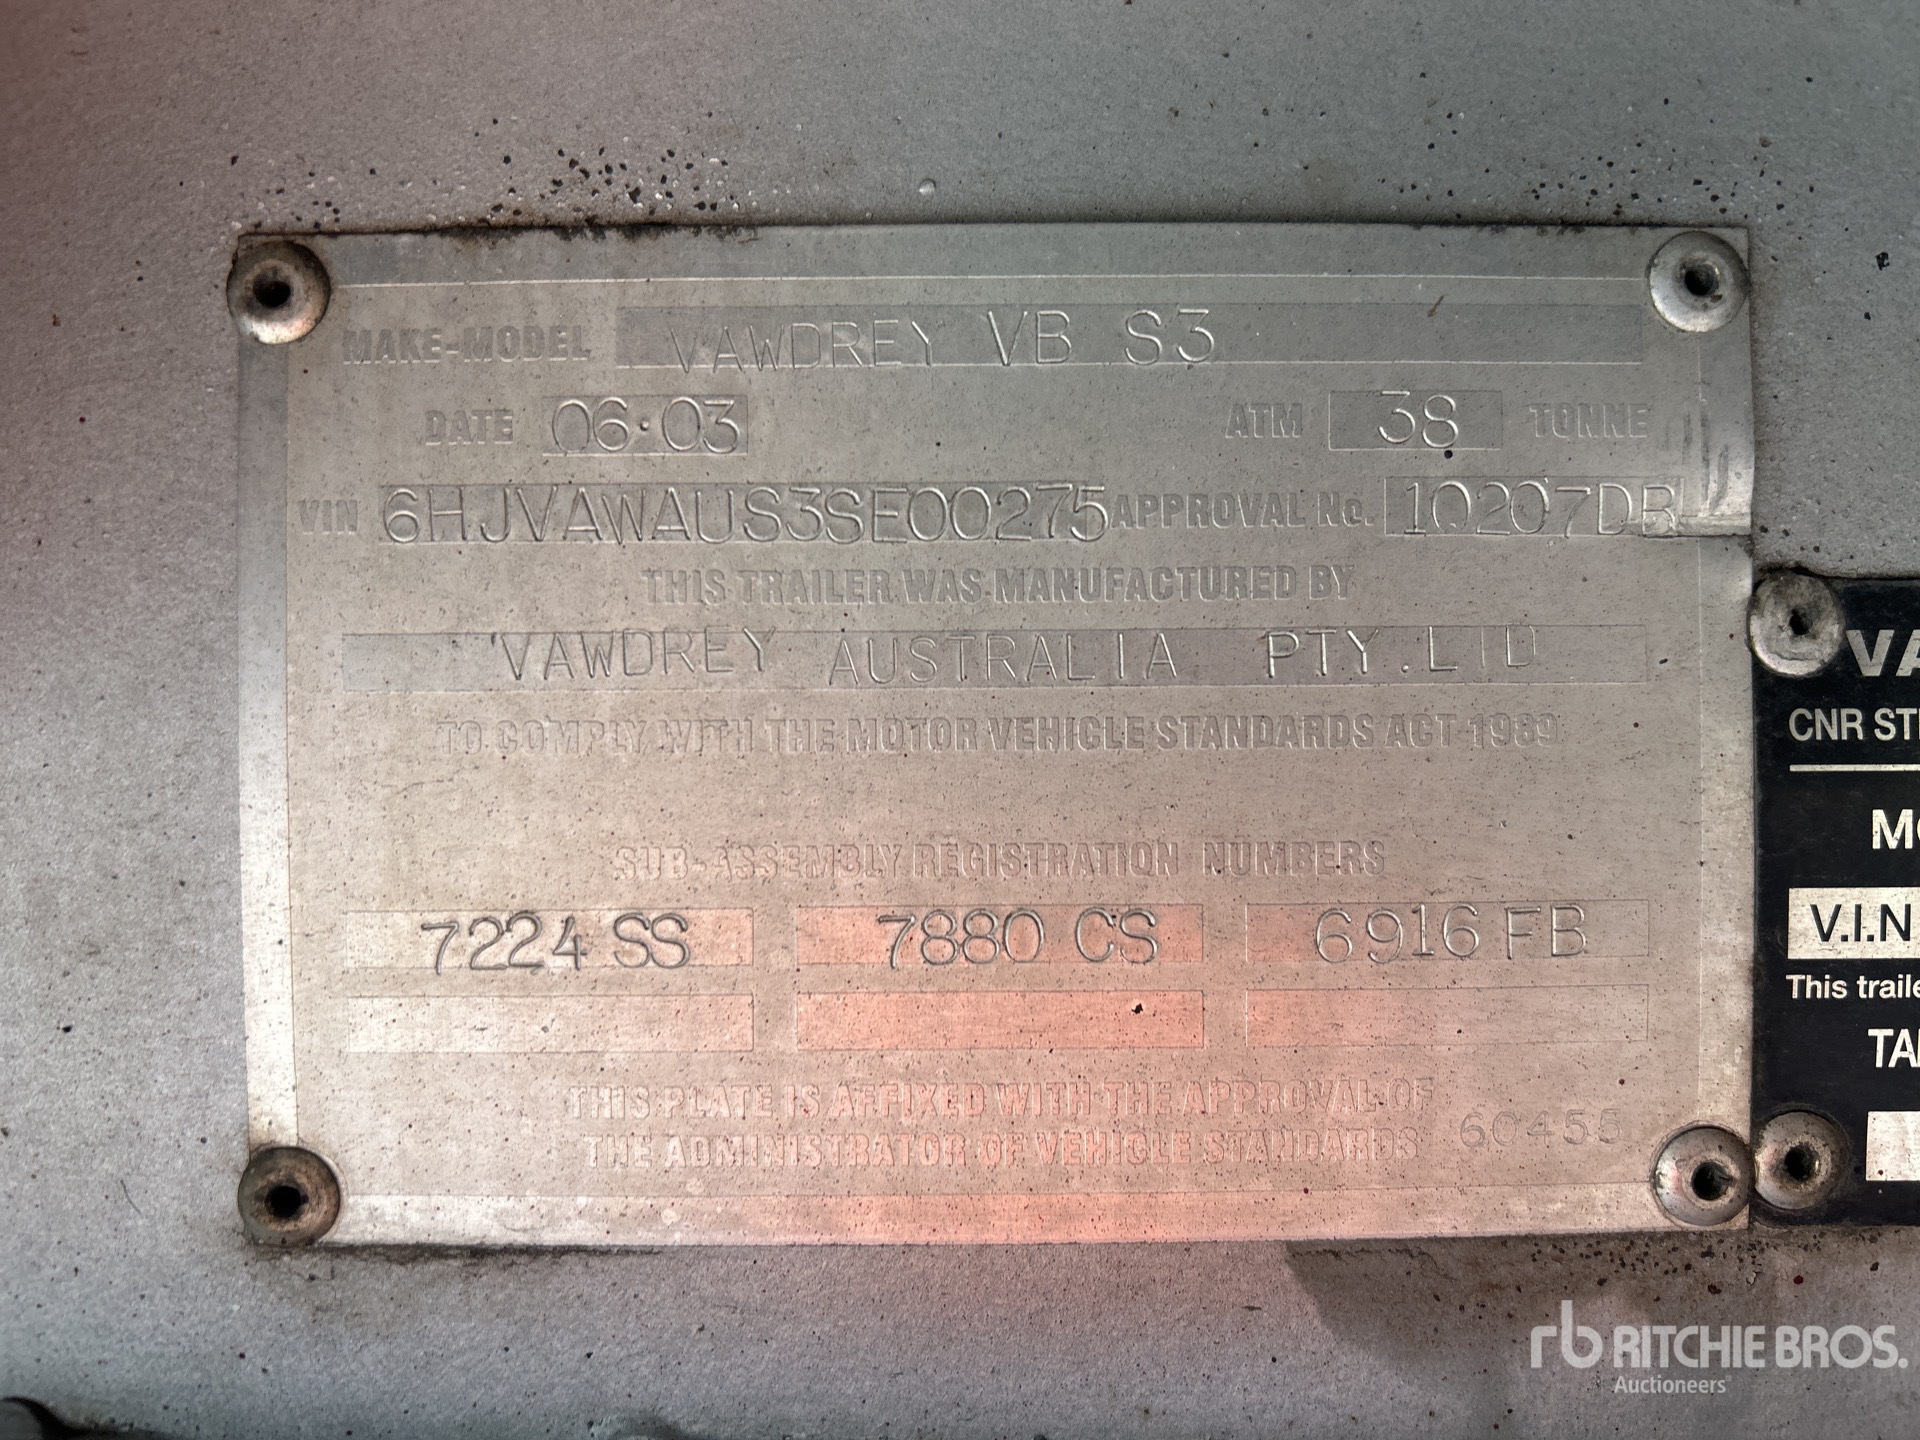 MAKE-MODEL VAWDREY VB S3
DATE 06·03 ATM 38 TONNE
VIN 6HJVAWAUS3SE00275 APPROVAL No. 10207DB
THIS TRAILER WAS MANUFACTURED BY
VAWDREY AUSTRALIA PTY.LTD
TO COMPLY WITH THE MOTOR VEHICLE STANDARDS ACT 1989
SUB-ASSEMBLY REGISTRATION NUMBERS
7224 SS 7880 CS 6916 FB
THIS PLATE IS AFFIXED WITH THE APPROVAL OF
THE ADMINISTRATOR OF VEHICLE STANDARDS 60455
VA
CNR ST
M
V.I.N
This traile
TA
rb RITCHIE BROS.
Auctioneers